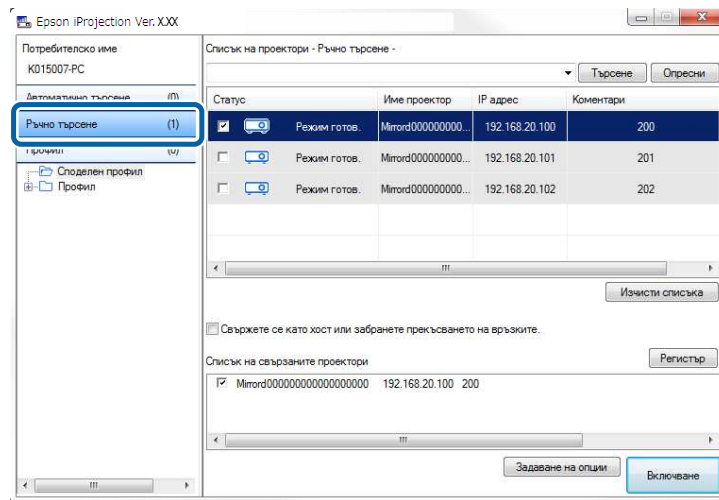 Epson iProjection Ver. X.XX
Потребителско име
K015007-PC
Автоматично търсене (0)
Ръчно търсене (1)
Профил (0)
Споделен профил
Профил
Списък на проектори - Ръчно търсене -
Търсене Опресни
Статус Име проектор IP адрес Коментари
Режим готов. Mirrord000000000... 192.168.20.100 200
Режим готов. Mirrord000000000... 192.168.20.101 201
Режим готов. Mirrord000000000... 192.168.20.102 202
Изчисти списъка
Свържете се като хост или забранете прекъсването на връзките.
Списък на свързаните проектори Регистър
Mirrord000000000000000000 192.168.20.100 200
Задаване на опции Включване